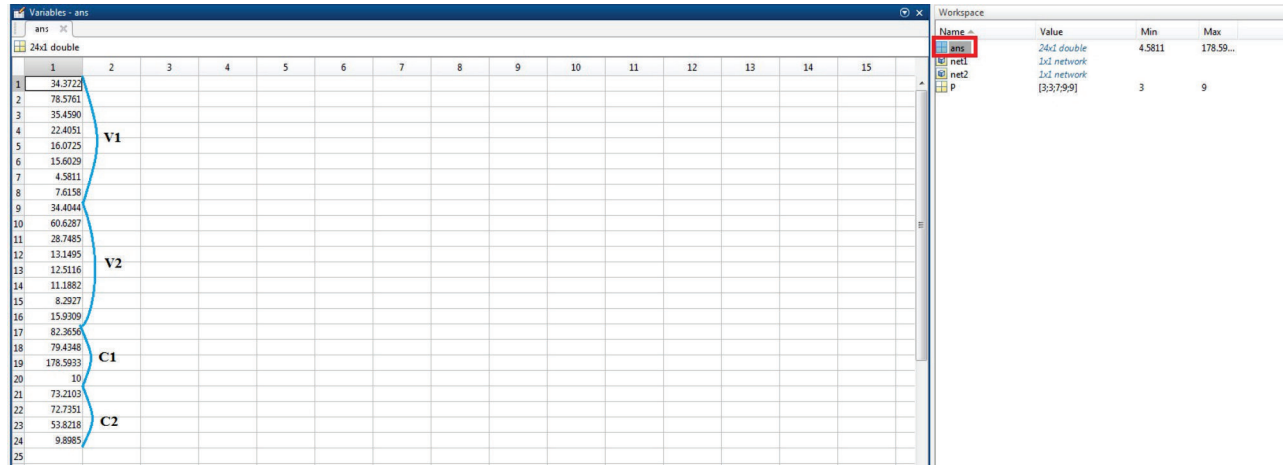 Variables - ans
ans
24x1 double
1 2 3 4 5 6 7 8 9 10 11 12 13 14 15
1 34.3722
2 78.5761
3 35.4590
4 22.4051
5 16.0725
6 15.6029
7 4.5811
8 7.6158
9 34.4044
10 60.6287
11 28.7485
12 13.1495
13 12.5116
14 11.1882
15 8.2927
16 15.9309
17 82.3656
18 79.4348
19 178.5933
20 10
21 73.2103
22 72.7351
23 53.8218
24 9.8985
25
V1
V2
C1
C2
Workspace
Name Value Min Max
ans 24x1 double 4.5811 178.59...
net1 1x1 network
net2 1x1 network
P [3;3;7;9;9] 3 9